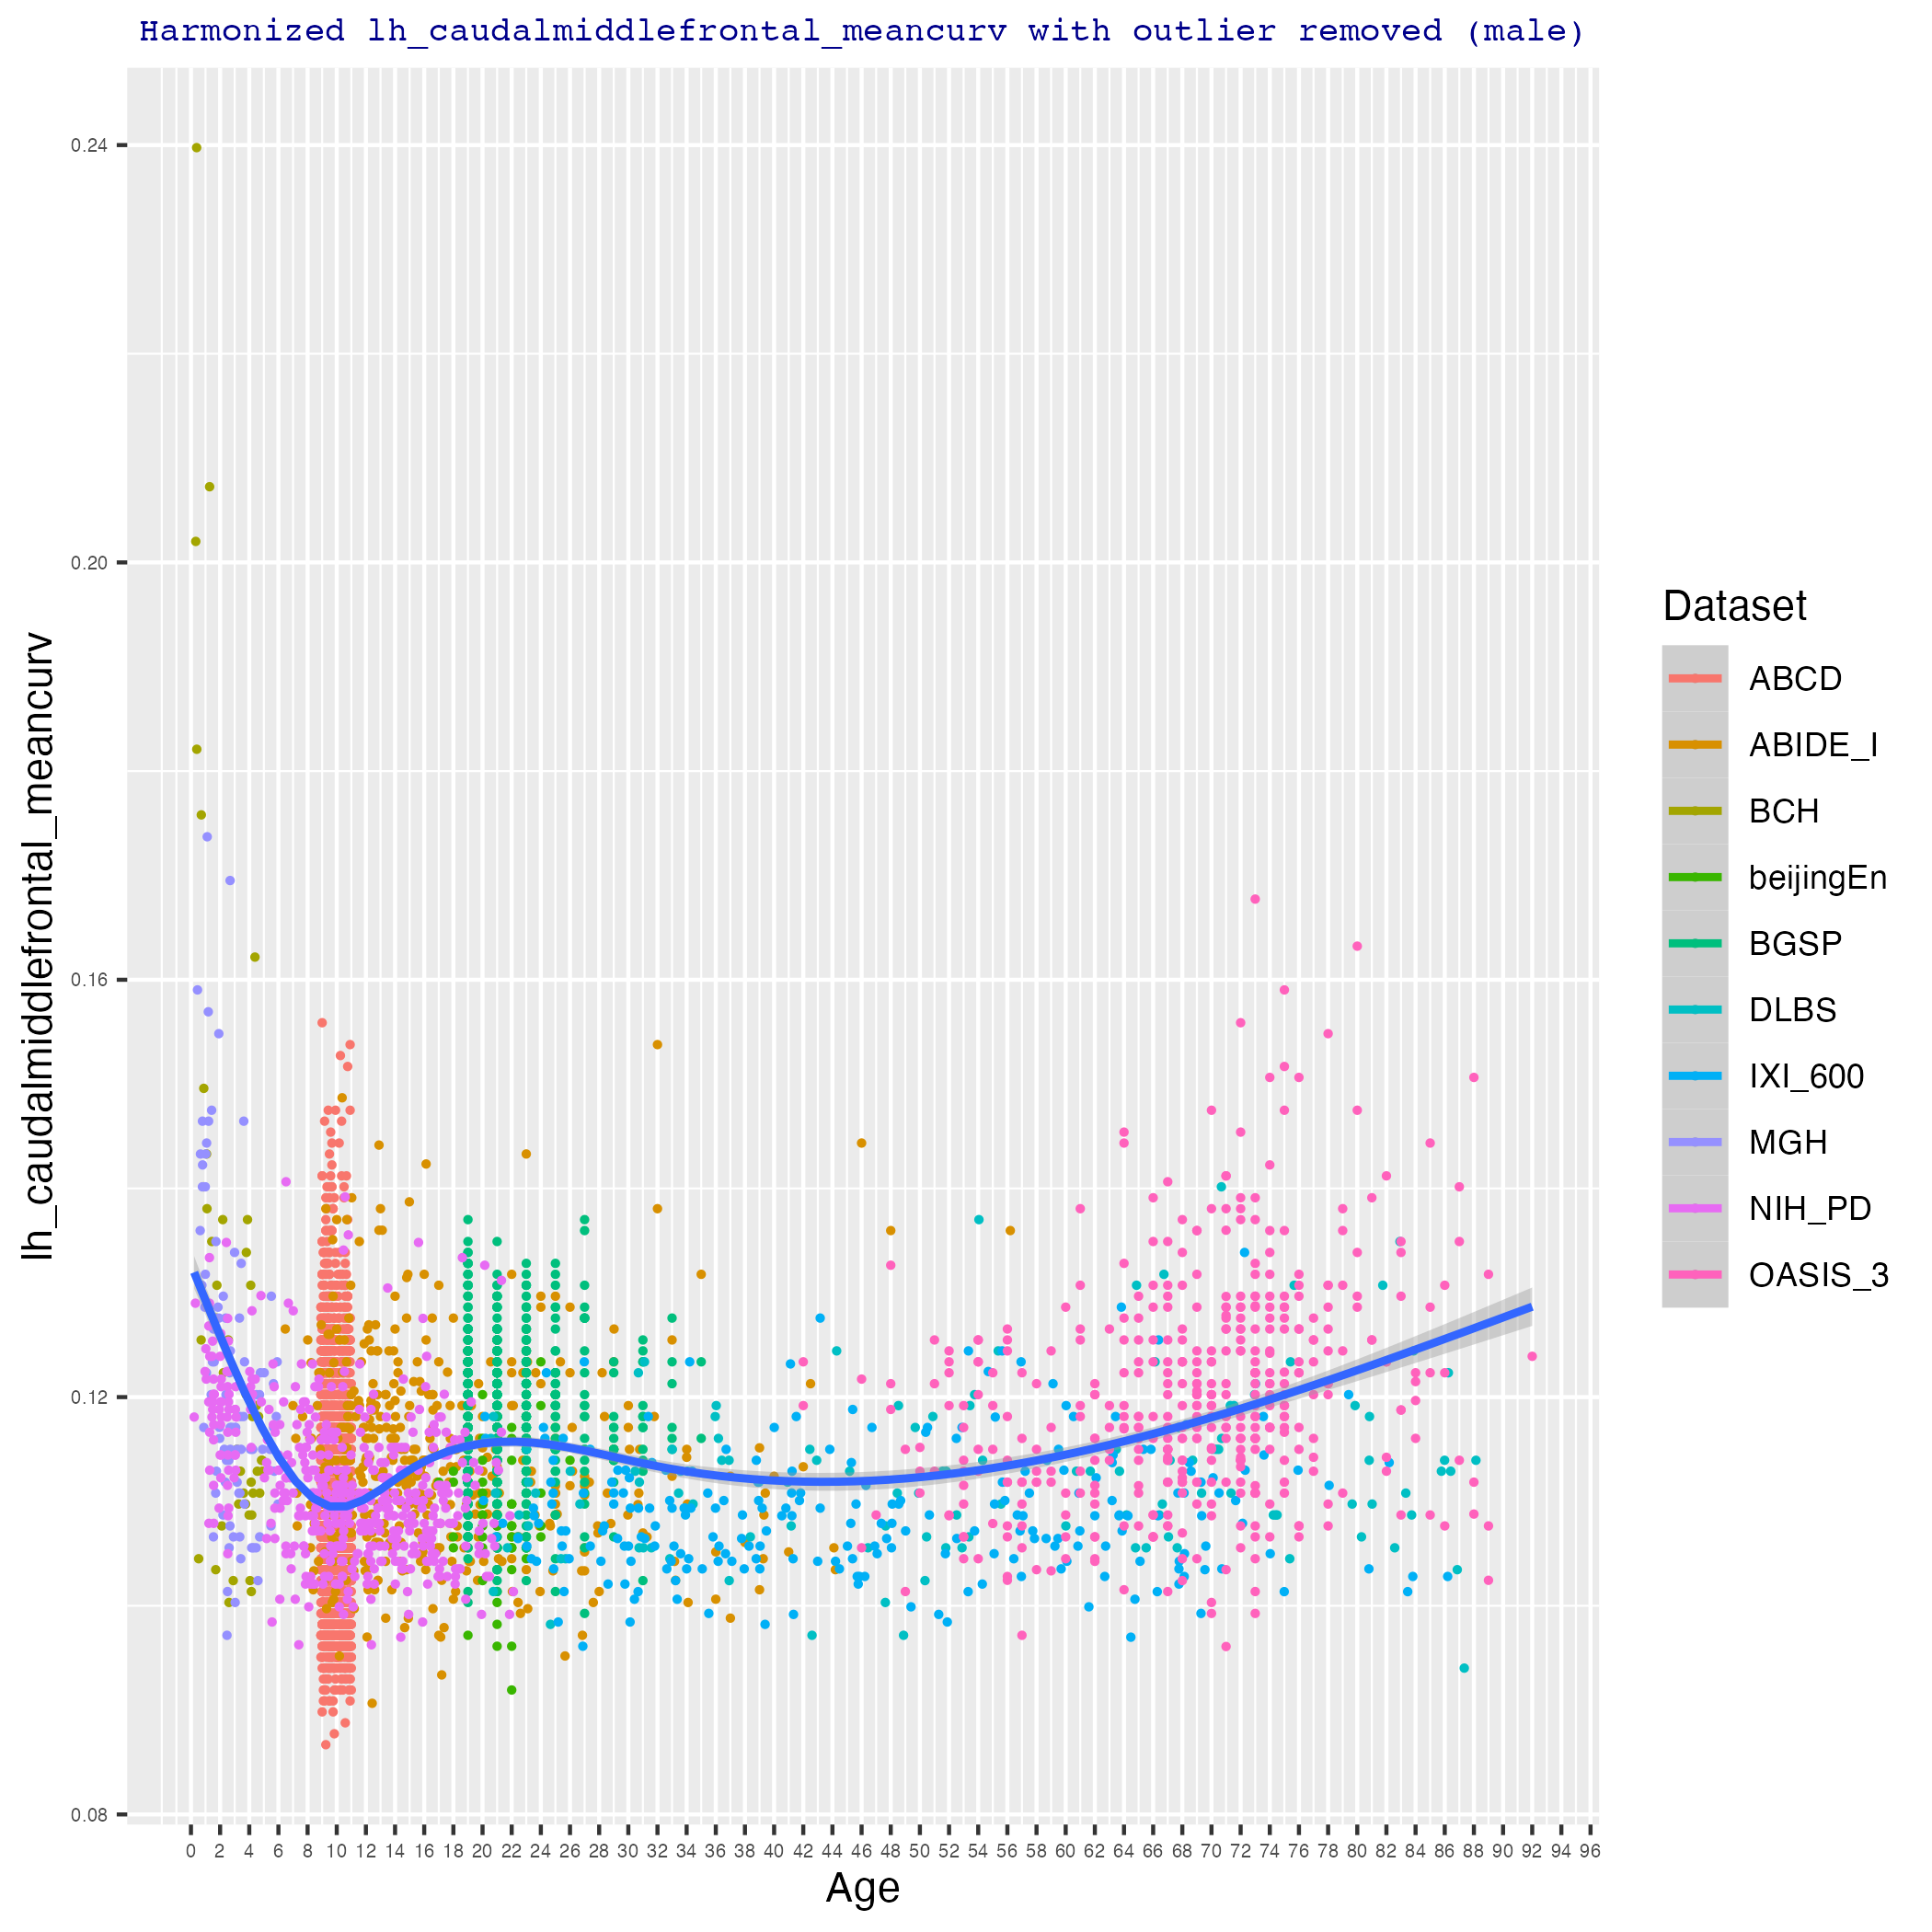 Harmonized lh_caudalmiddlefrontal_meancurv with outlier removed (male)
lh_caudalmiddlefrontal_meancurv
0.24
0.20
0.16
0.12
0.08
0 2 4 6 8 10 12 14 16 18 20 22 24 26 28 30 32 34 36 38 40 42 44 46 48 50 52 54 56 58 60 62 64 66 68 70 72 74 76 78 80 82 84 86 88 90 92 94 96
Age
Dataset
ABCD
ABIDE_I
BCH
beijingEn
BGSP
DLBS
IXI_600
MGH
NIH_PD
OASIS_3